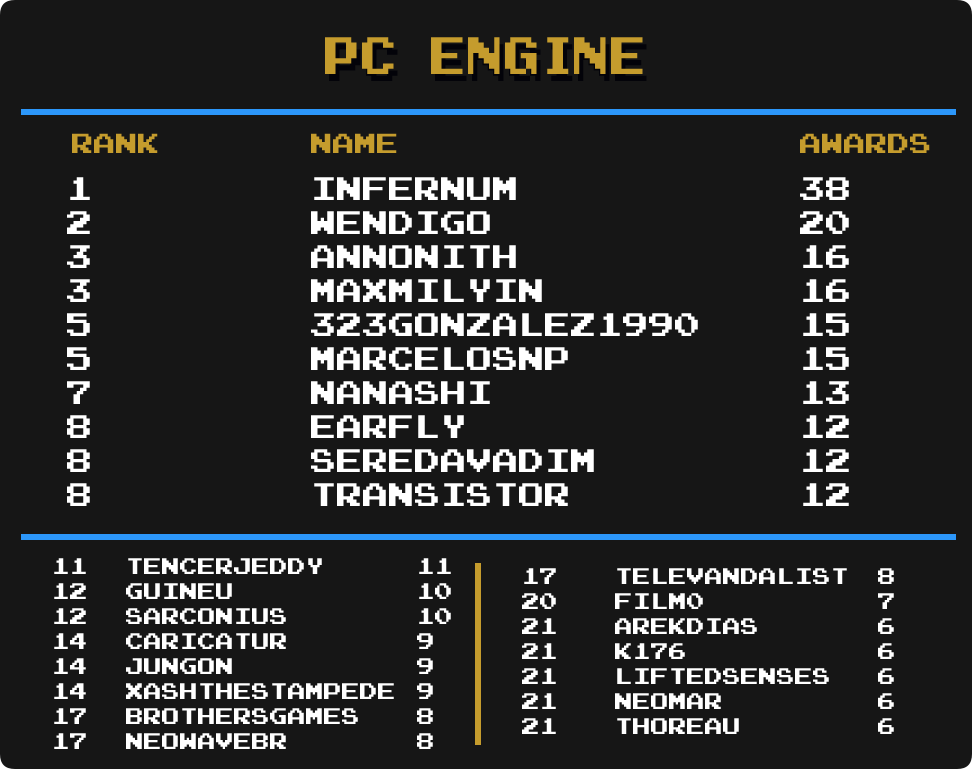 PC ENGINE
RANK NAME AWARDS
1 INFERNUM 38
2 WENDIGO 20
3 ANNONITH 16
3 MAXMILYIN 16
5 323GONZALEZ1990 15
5 MARCELOSNP 15
7 NANASHI 13
8 EARFLY 12
8 SEREDAVADIM 12
8 TRANSISTOR 12
11 TENCERJEDDY 11
12 GUINEU 10
12 SARCONIUS 10
14 CARICATUR 9
14 JUNGON 9
14 XASHTHESTAMPEDE 9
17 BROTHERSGAMES 8
17 NEOWAVEBR 8
17 TELEVANDALIST 8
20 FILMO 7
21 AREKDIAS 6
21 K176 6
21 LIFTEDSENSES 6
21 NEOMAR 6
21 THOREAU 6